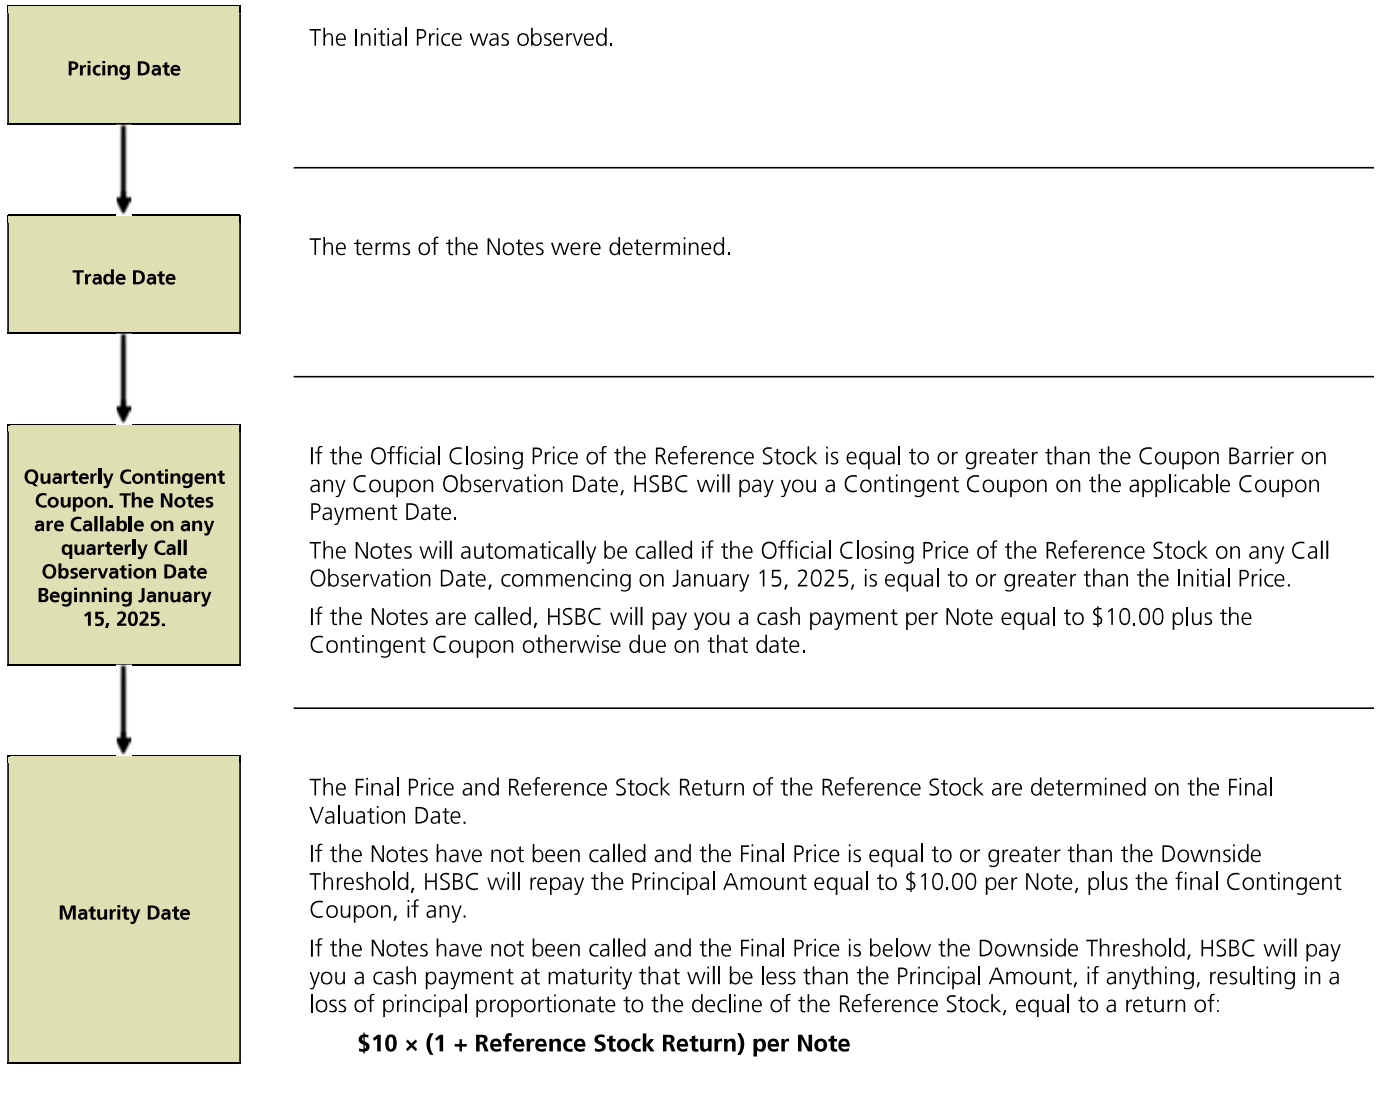 Pricing Date
The Initial Price was observed.
Trade Date
The terms of the Notes were determined.
Quarterly Contingent
Coupon. The Notes
are Callable on any
quarterly Call
Observation Date
Beginning January
15, 2025.
If the Official Closing Price of the Reference Stock is equal to or greater than the Coupon Barrier on
any Coupon Observation Date, HSBC will pay you a Contingent Coupon on the applicable Coupon
Payment Date.
The Notes will automatically be called if the Official Closing Price of the Reference Stock on any Call
Observation Date, commencing on January 15, 2025, is equal to or greater than the Initial Price.
If the Notes are called, HSBC will pay you a cash payment per Note equal to $10.00 plus the
Contingent Coupon otherwise due on that date.
Maturity Date
The Final Price and Reference Stock Return of the Reference Stock are determined on the Final
Valuation Date.
If the Notes have not been called and the Final Price is equal to or greater than the Downside
Threshold, HSBC will repay the Principal Amount equal to $10.00 per Note, plus the final Contingent
Coupon, if any.
If the Notes have not been called and the Final Price is below the Downside Threshold, HSBC will pay
you a cash payment at maturity that will be less than the Principal Amount, if anything, resulting in a
loss of principal proportionate to the decline of the Reference Stock, equal to a return of:
$10 × (1 + Reference Stock Return) per Note